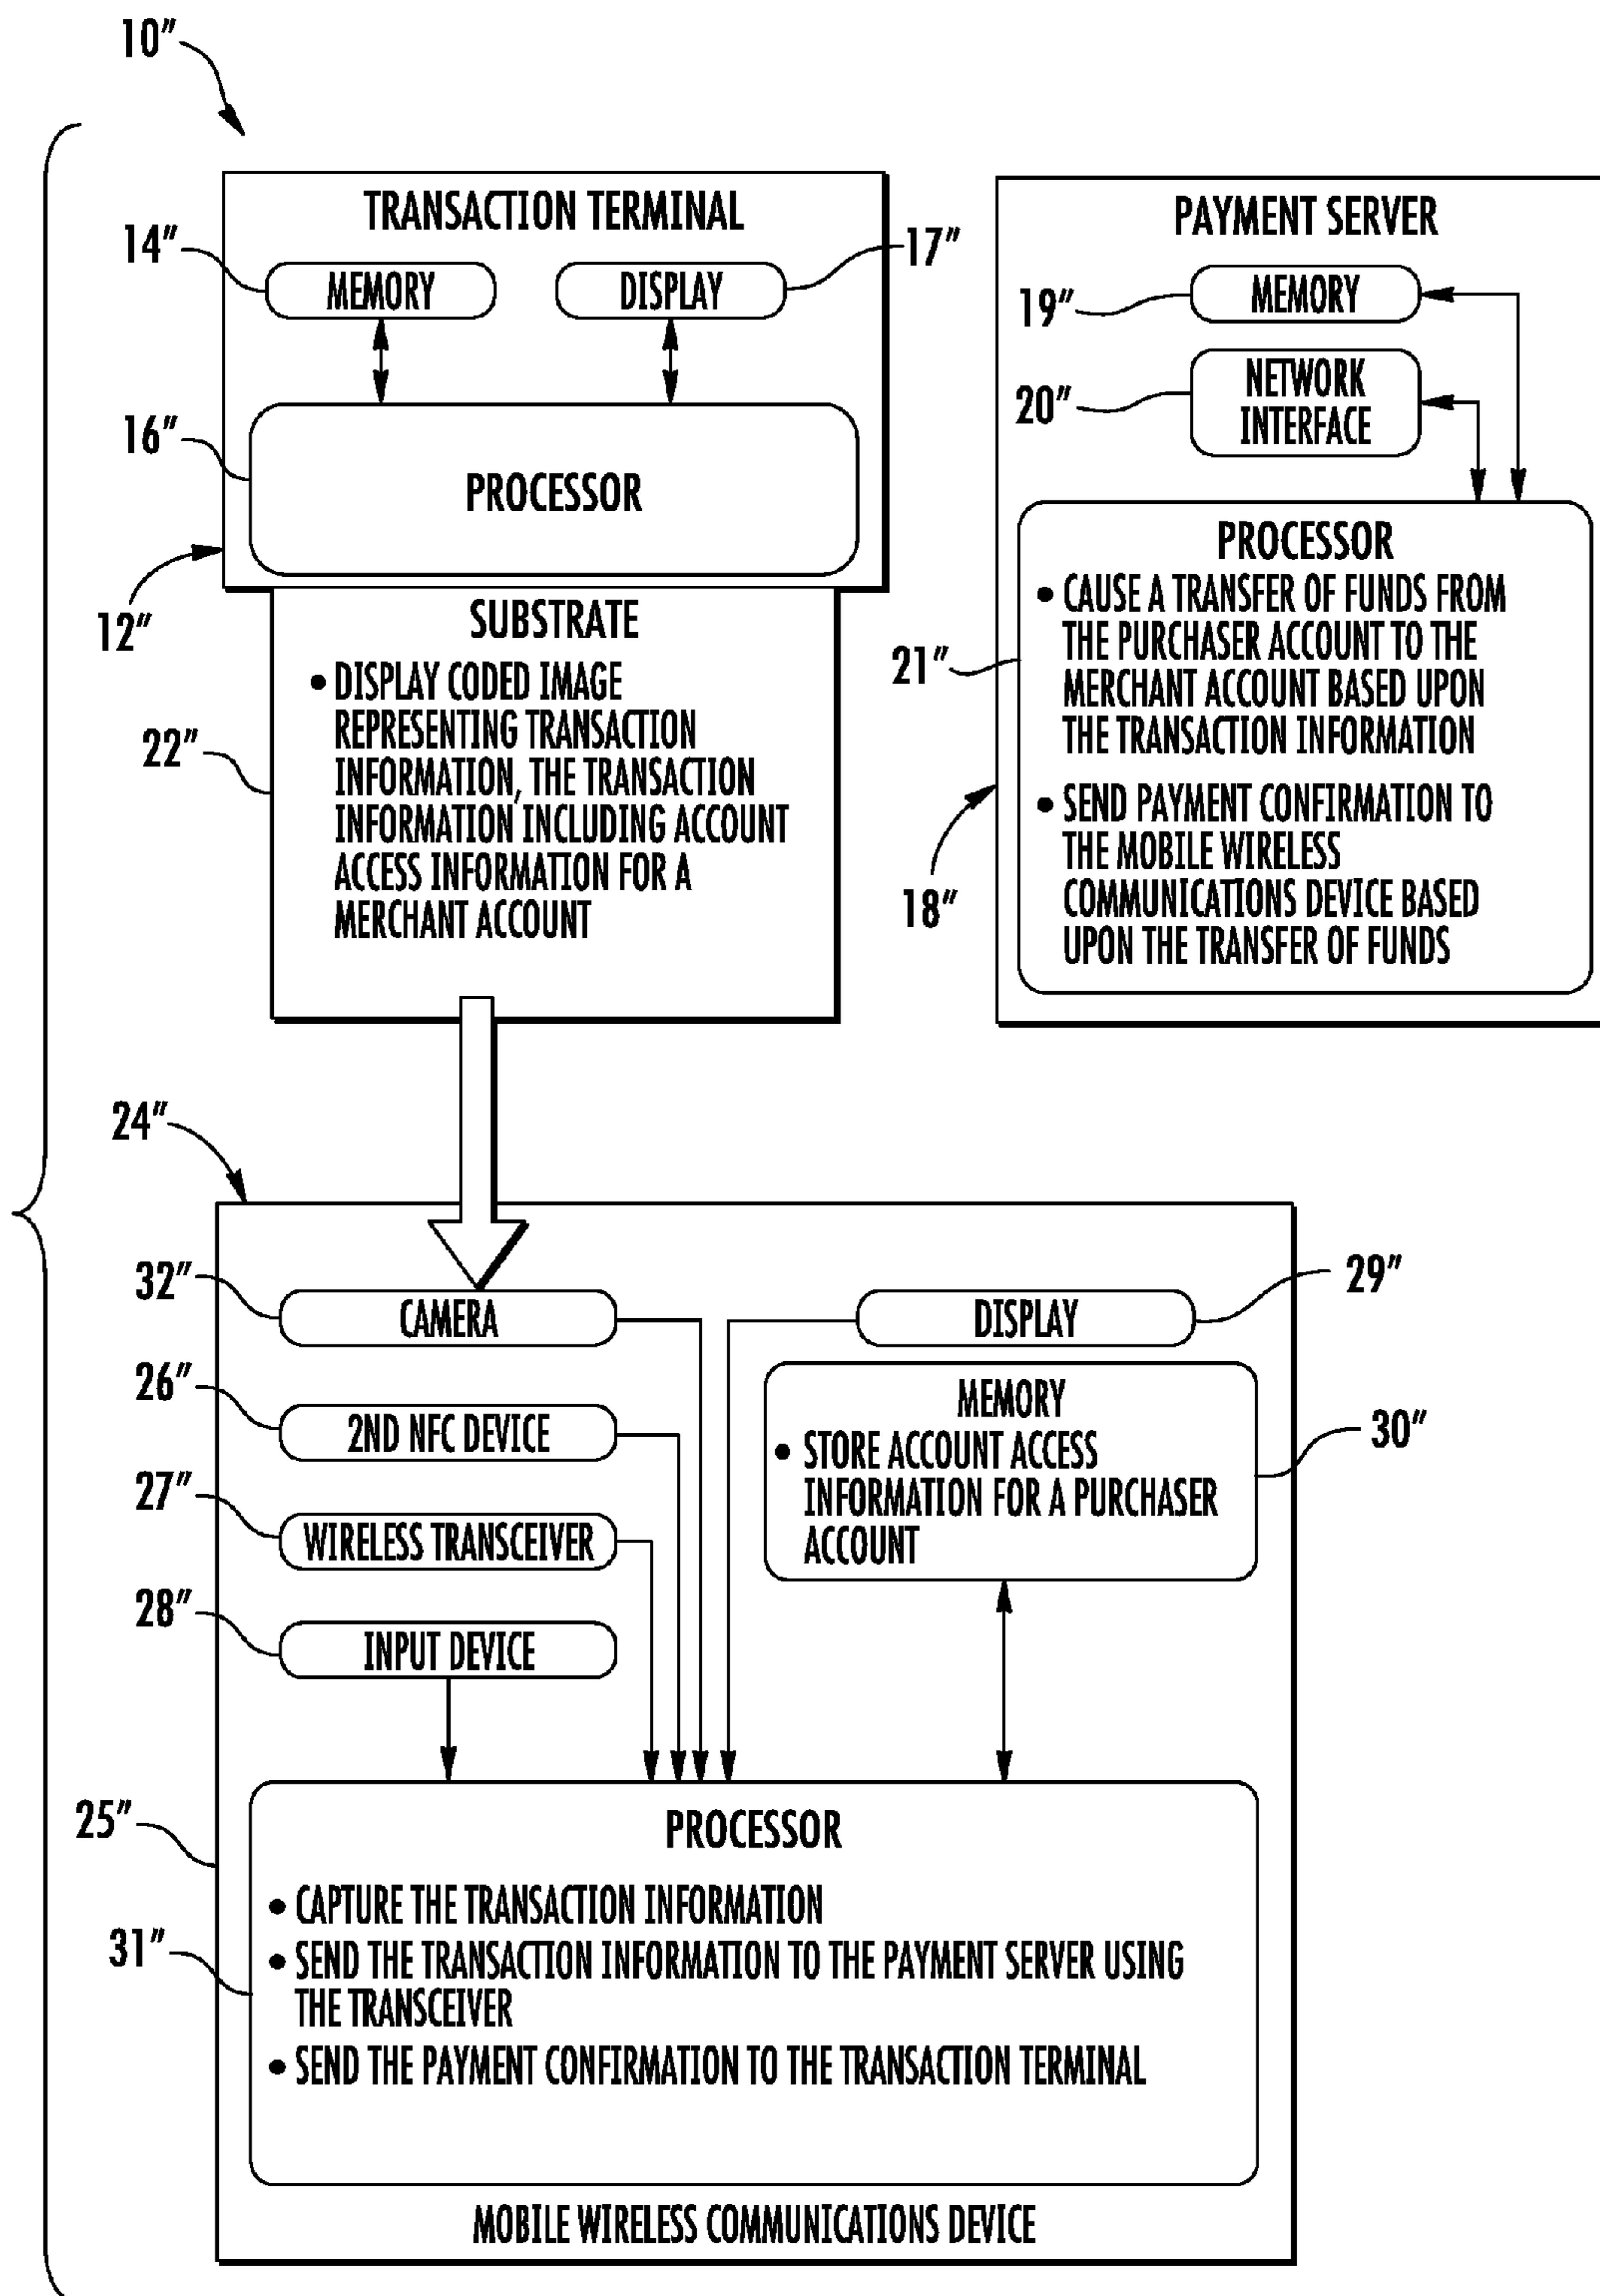 10″
TRANSACTION TERMINAL
14″
MEMORY
DISPLAY
17″
16″
PROCESSOR
12″
SUBSTRATE
• DISPLAY CODED IMAGE
REPRESENTING TRANSACTION
INFORMATION, THE TRANSACTION
INFORMATION INCLUDING ACCOUNT
ACCESS INFORMATION FOR A
MERCHANT ACCOUNT
22″
PAYMENT SERVER
19″
MEMORY
20″
NETWORK
INTERFACE
PROCESSOR
• CAUSE A TRANSFER OF FUNDS FROM
THE PURCHASER ACCOUNT TO THE
MERCHANT ACCOUNT BASED UPON
THE TRANSACTION INFORMATION
• SEND PAYMENT CONFIRMATION TO
THE MOBILE WIRELESS
COMMUNICATIONS DEVICE BASED
UPON THE TRANSFER OF FUNDS
21″
18″
24″
32″
CAMERA
DISPLAY
29″
26″
2ND NFC DEVICE
MEMORY
• STORE ACCOUNT ACCESS
INFORMATION FOR A PURCHASER
ACCOUNT
30″
27″
WIRELESS TRANSCEIVER
28″
INPUT DEVICE
25″
PROCESSOR
31″
• CAPTURE THE TRANSACTION INFORMATION
• SEND THE TRANSACTION INFORMATION TO THE PAYMENT SERVER USING
THE TRANSCEIVER
• SEND THE PAYMENT CONFIRMATION TO THE TRANSACTION TERMINAL
MOBILE WIRELESS COMMUNICATIONS DEVICE